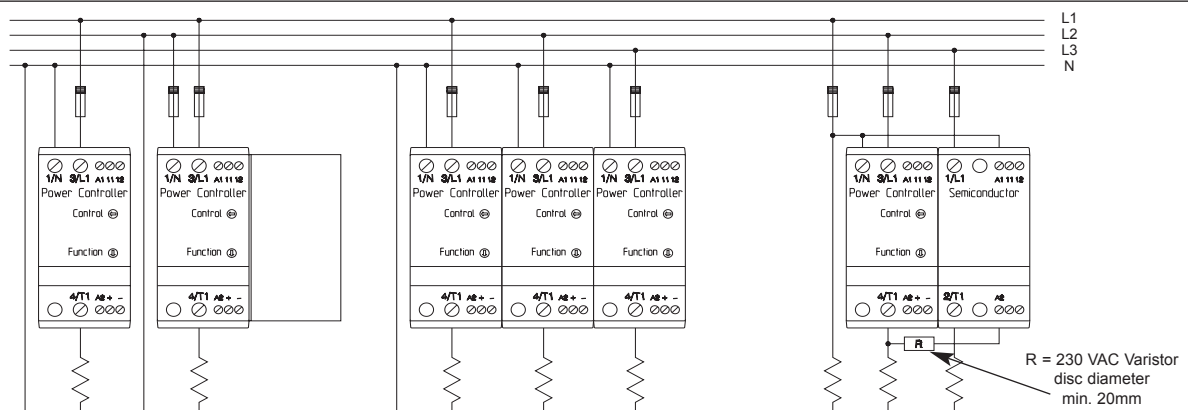 L1
L2
L3
N
1/N 3/L1 A1 11 12
Power Controller
Control
Function
4/T1 A2 + -
1/N 3/L1 A1 11 12
Power Controller
Control
Function
4/T1 A2 + -
1/N 3/L1 A1 11 12
Power Controller
Control
Function
4/T1 A2 + -
1/N 3/L1 A1 11 12
Power Controller
Control
Function
4/T1 A2 + -
1/N 3/L1 A1 11 12
Power Controller
Control
Function
4/T1 A2 + -
1/N 3/L1 A1 11 12
Power Controller
Control
Function
4/T1 A2 + -
1/L1 A1 11 12
Semiconductor
2/T1 A2
R
R = 230 VAC Varistor
disc diameter
min. 20mm